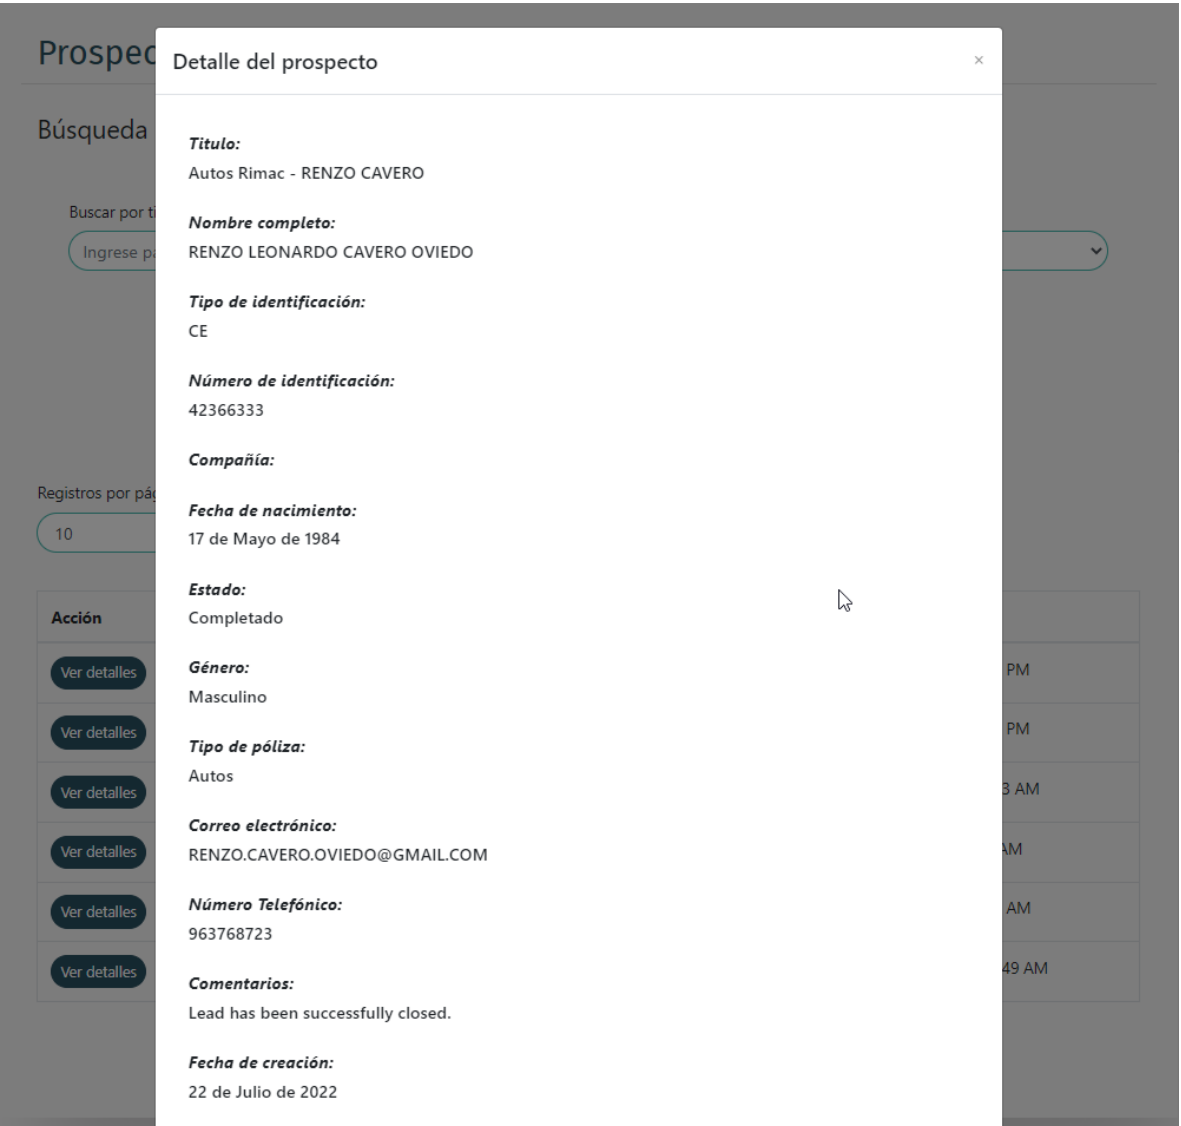 Prospec
Detalle del prospecto
×
Búsqueda
Titulo:
Autos Rimac - RENZO CAVERO
Buscar por ti
Ingrese pa
Nombre completo:
RENZO LEONARDO CAVERO OVIEDO
Tipo de identificación:
CE
Número de identificación:
42366333
Compañía:
Registros por pág
10
Fecha de nacimiento:
17 de Mayo de 1984
Estado:
Completado
Acción
Género:
Masculino
Ver detalles
PM
Ver detalles
PM
Tipo de póliza:
Autos
Ver detalles
3 AM
Correo electrónico:
RENZO.CAVERO.OVIEDO@GMAIL.COM
Ver detalles
AM
Número Telefónico:
963768723
Ver detalles
AM
Ver detalles
49 AM
Comentarios:
Lead has been successfully closed.
Fecha de creación:
22 de Julio de 2022